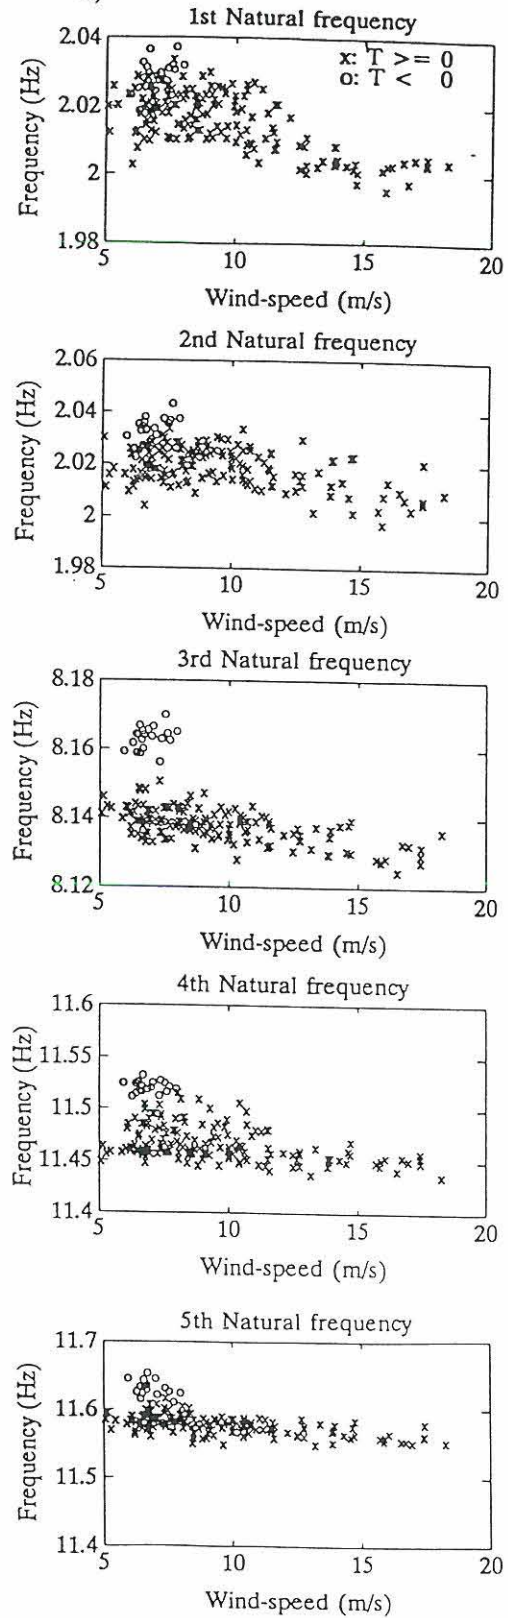 1st Natural frequency
2.04
2.02
2
1.98
Frequency (Hz)
x: T >= 0
o: T < 0
5 10 15 20
Wind-speed (m/s)
2nd Natural frequency
2.06
2.04
2.02
2
1.98
Frequency (Hz)
5 10 15 20
Wind-speed (m/s)
3rd Natural frequency
8.18
8.16
8.14
8.12
Frequency (Hz)
5 10 15 20
Wind-speed (m/s)
4th Natural frequency
11.6
11.55
11.5
11.45
11.4
Frequency (Hz)
5 10 15 20
Wind-speed (m/s)
5th Natural frequency
11.7
11.6
11.5
11.4
Frequency (Hz)
5 10 15 20
Wind-speed (m/s)